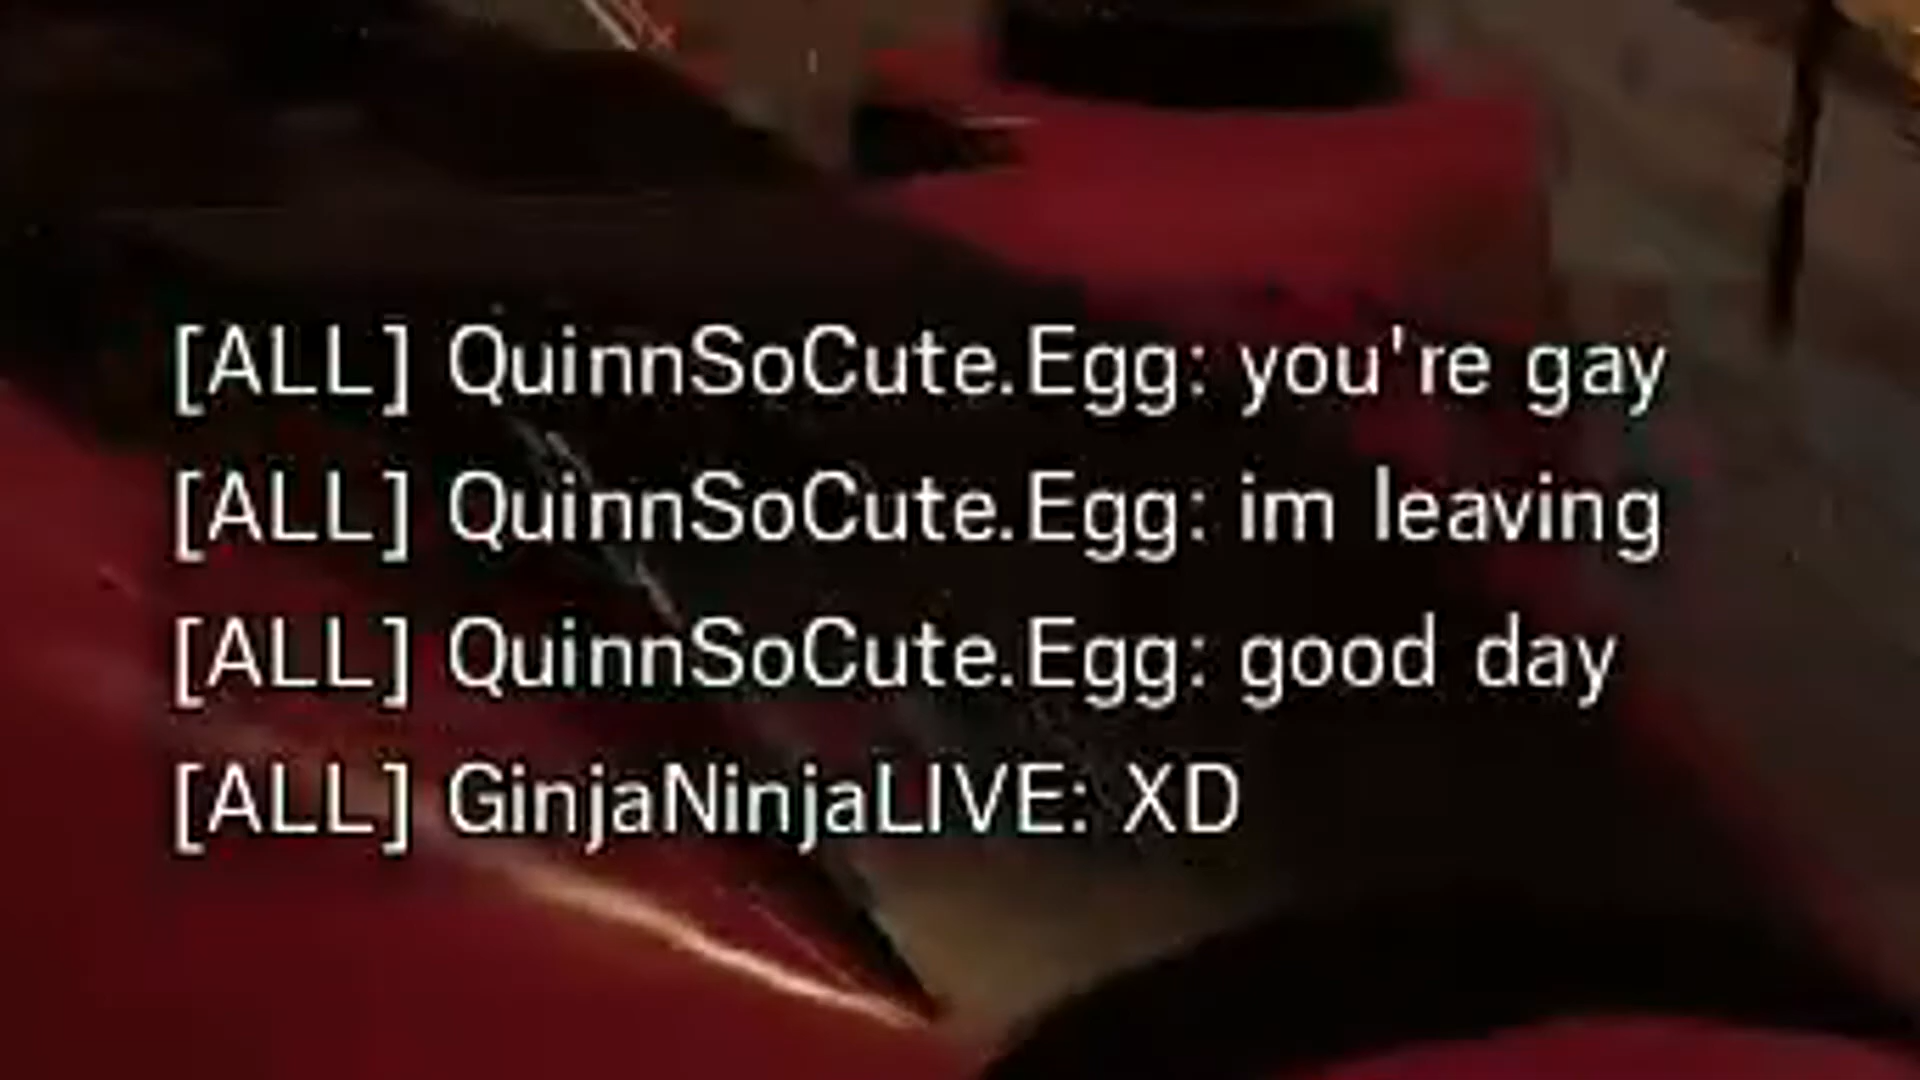 [ALL] QuinnSoCute.Egg: you're gay
[ALL] QuinnSoCute.Egg: im leaving
[ALL] QuinnSoCute.Egg: good day
[ALL] GinjaNinjaLIVE: XD